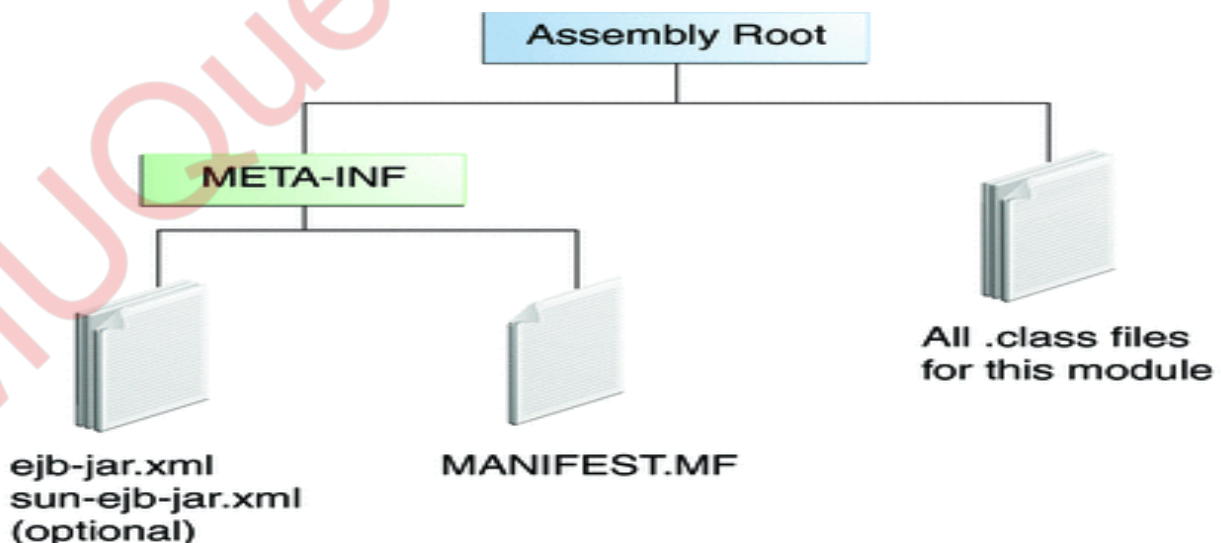 Assembly Root
META-INF
All .class files
for this module
ejb-jar.xml
sun-ejb-jar.xml
(optional)
MANIFEST.MF
MUQue